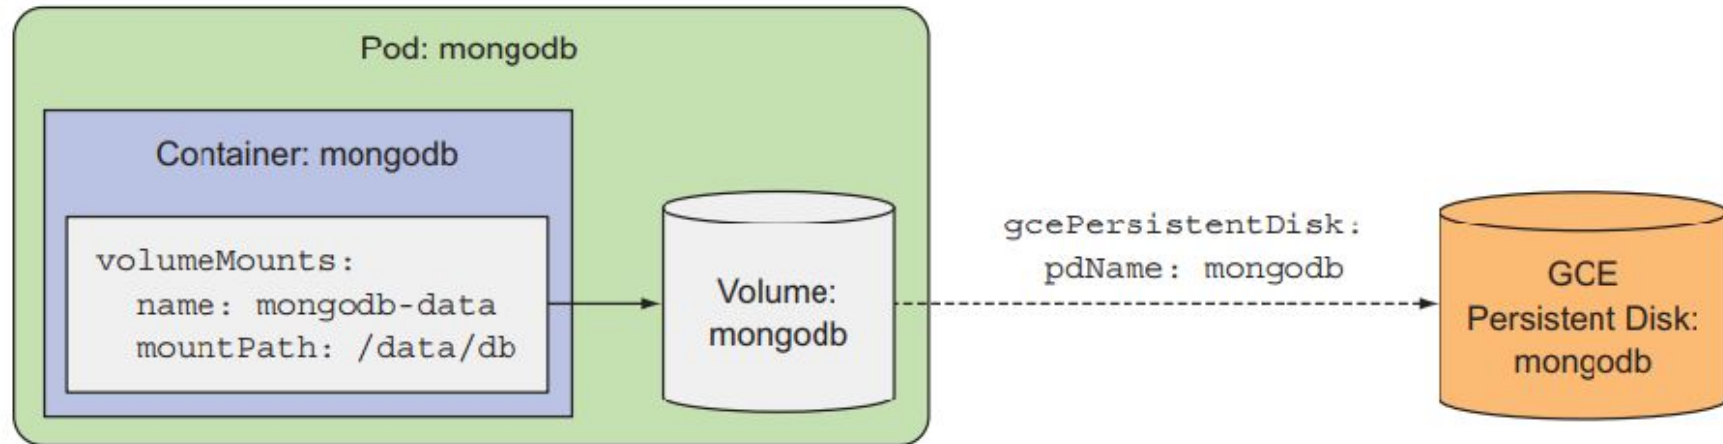 Pod: mongodb
Container: mongodb
volumeMounts:
name: mongodb-data
mountPath: /data/db
Volume:
mongodb
gcePersistentDisk:
pdName: mongodb
GCE
Persistent Disk:
mongodb